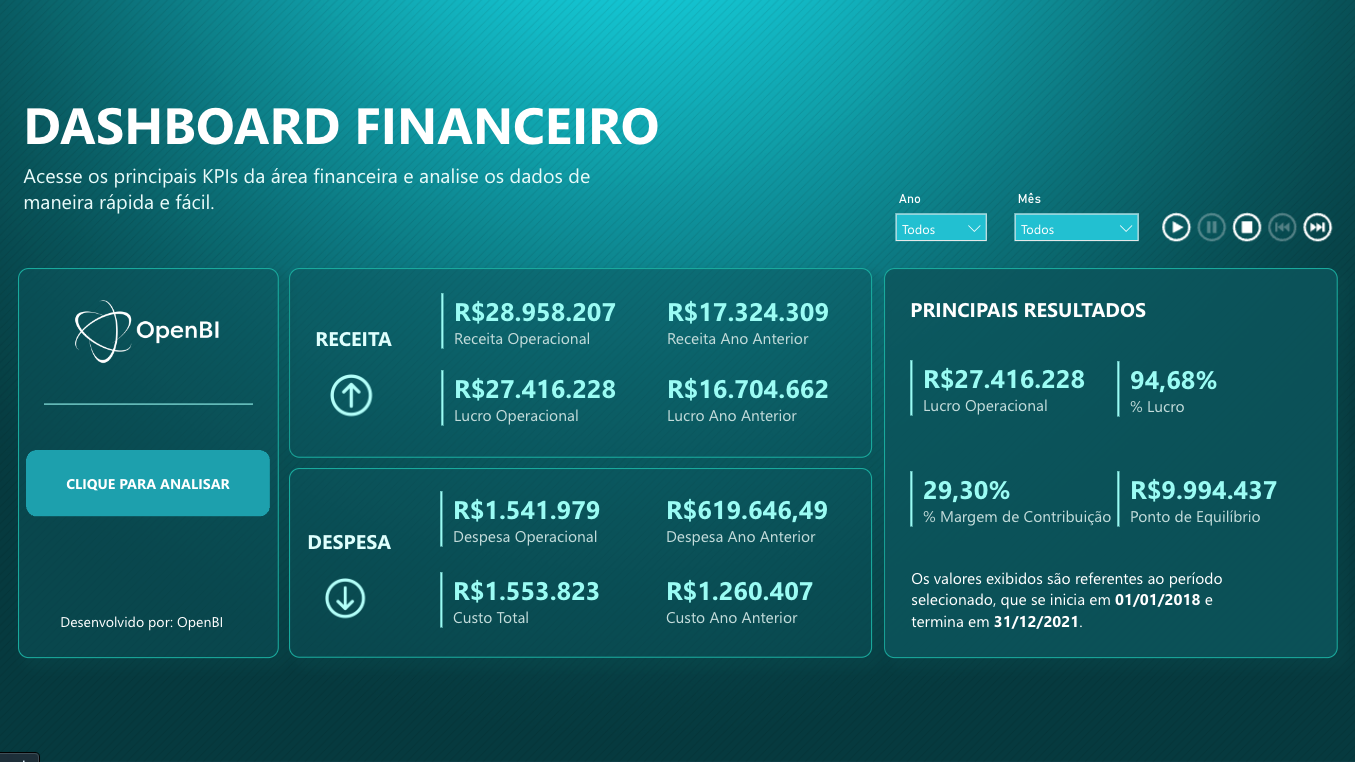 DASHBOARD FINANCEIRO
Acesse os principais KPIs da área financeira e analise os dados de
maneira rápida e fácil.
Ano
Todos
Mês
Todos
OpenBI
CLIQUE PARA ANALISAR
Desenvolvido por: OpenBI
RECEITA
R$28.958.207
Receita Operacional
R$17.324.309
Receita Ano Anterior
R$27.416.228
Lucro Operacional
R$16.704.662
Lucro Ano Anterior
DESPESA
R$1.541.979
Despesa Operacional
R$619.646,49
Despesa Ano Anterior
R$1.553.823
Custo Total
R$1.260.407
Custo Ano Anterior
PRINCIPAIS RESULTADOS
R$27.416.228
Lucro Operacional
94,68%
% Lucro
29,30%
% Margem de Contribuição
R$9.994.437
Ponto de Equilíbrio
Os valores exibidos são referentes ao período
selecionado, que se inicia em 01/01/2018 e
termina em 31/12/2021.